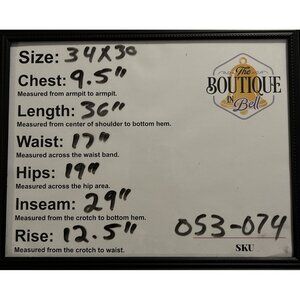 Size: 34X30
Chest: 9.5"
Measured from armpit to armpit.
Length: 36"
Measured from center of shoulder to bottom hem.
Waist: 17"
Measured across the waist band.
Hips: 19"
Measured across the hip area.
Inseam: 29"
Measured from the crotch to bottom hem.
Rise: 12.5"
Measured from the crotch to waist.
The
BOUTIQUE
IN
Bell
053-074
SKU